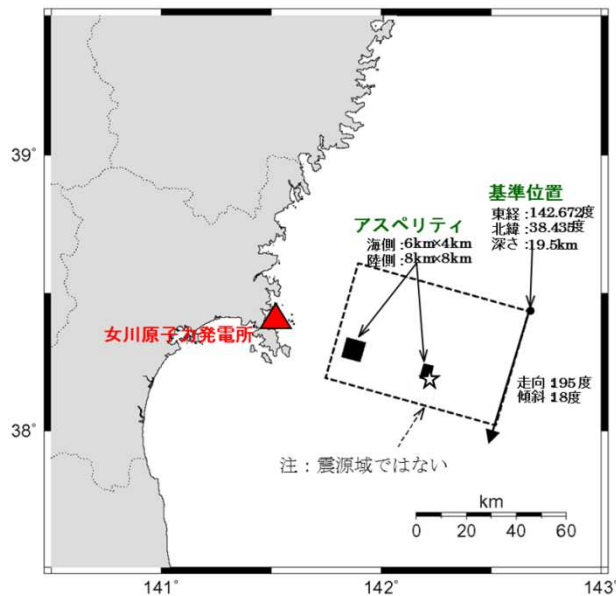 39°
38°
141°
142°
143°
基準位置
東経:142.672度
北緯:38.435度
深さ:19.5km
アスペリティ
海側:6km×4km
陸側:8km×8km
女川原子力発電所
走向:195度
傾斜:18度
注：震源域ではない
km
0 20 40 60